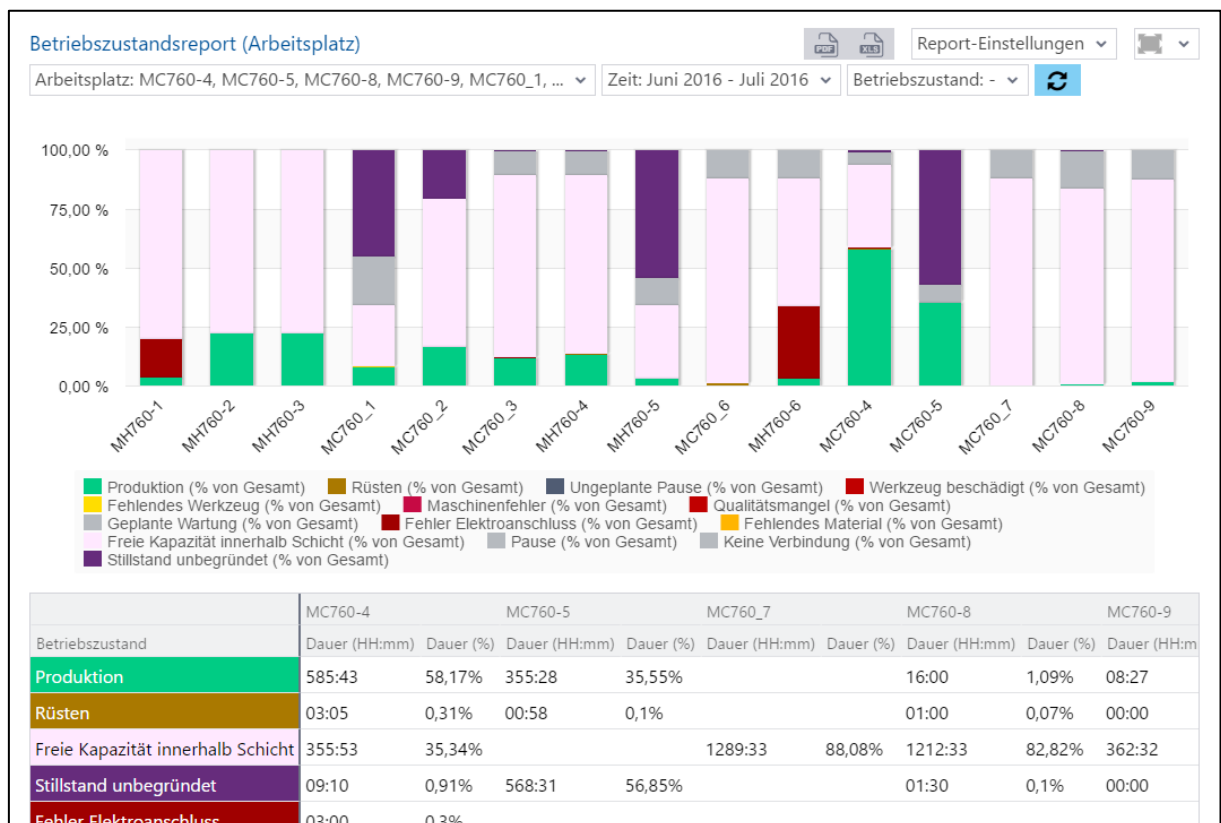 Betriebszustandsreport (Arbeitsplatz) PDF XLS Report-Einstellungen
Arbeitsplatz: MC760-4, MC760-5, MC760-8, MC760-9, MC760_1, ... Zeit: Juni 2016 - Juli 2016 Betriebszustand: -
100,00 %
75,00 %
50,00 %
25,00 %
0,00 %
MH760-1 MH760-2 MH760-3 MC760_1 MC760_2 MC760_3 MH760-4 MH760-5 MC760_6 MH760-6 MC760-4 MC760-5 MC760_7 MC760-8 MC760-9
Produktion (% von Gesamt) Rüsten (% von Gesamt) Ungeplante Pause (% von Gesamt) Werkzeug beschädigt (% von Gesamt)
Fehlendes Werkzeug (% von Gesamt) Maschinenfehler (% von Gesamt) Qualitätsmangel (% von Gesamt)
Geplante Wartung (% von Gesamt) Fehler Elektroanschluss (% von Gesamt) Fehlendes Material (% von Gesamt)
Freie Kapazität innerhalb Schicht (% von Gesamt) Pause (% von Gesamt) Keine Verbindung (% von Gesamt)
Stillstand unbegründet (% von Gesamt)
MC760-4 MC760-5 MC760_7 MC760-8 MC760-9
Betriebszustand Dauer (HH:mm) Dauer (%) Dauer (HH:mm) Dauer (%) Dauer (HH:mm) Dauer (%) Dauer (HH:mm) Dauer (%) Dauer (HH:m
Produktion 585:43 58,17% 355:28 35,55% 16:00 1,09% 08:27
Rüsten 03:05 0,31% 00:58 0,1% 01:00 0,07% 00:00
Freie Kapazität innerhalb Schicht 355:53 35,34% 1289:33 88,08% 1212:33 82,82% 362:32
Stillstand unbegründet 09:10 0,91% 568:31 56,85% 01:30 0,1% 00:00
Fehler Elektroanschluss 03:00 0,3%